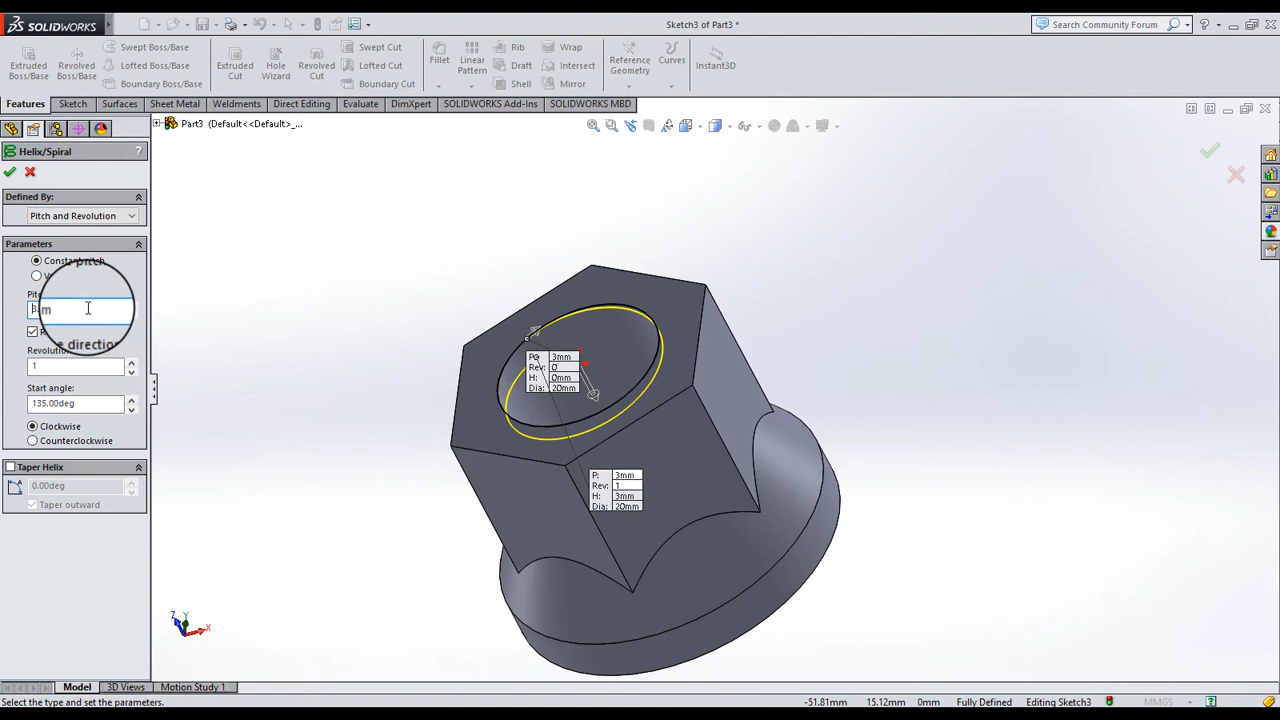 SOLIDWORKS
Sketch3 of Part3 *
Search Community Forum
Extruded Boss/Base
Revolved Boss/Base
Swept Boss/Base
Lofted Boss/Base
Boundary Boss/Base
Extruded Cut
Hole Wizard
Revolved Cut
Swept Cut
Lofted Cut
Boundary Cut
Fillet
Linear Pattern
Rib
Draft
Shell
Wrap
Intersect
Mirror
Reference Geometry
Curves
Instant3D
Features
Sketch
Surfaces
Sheet Metal
Weldments
Direct Editing
Evaluate
DimXpert
SOLIDWORKS Add-Ins
SOLIDWORKS MBD
Part3 (Default<<Default>_...
Helix/Spiral
?
Defined By:
Pitch and Revolution
Parameters
Constant pitch
e direction
1
Start angle:
135.00deg
Clockwise
Counterclockwise
Taper Helix
0.00deg
Taper outward
P: 3mm
Rev: 0
H: 0mm
Dia: 20mm
P: 3mm
Rev: 1
H: 3mm
Dia: 20mm
Z
Y
X
Model
3D Views
Motion Study 1
Select the type and set the parameters.
-51.81mm
15.12mm
0mm
Fully Defined
Editing Sketch3
MMGS